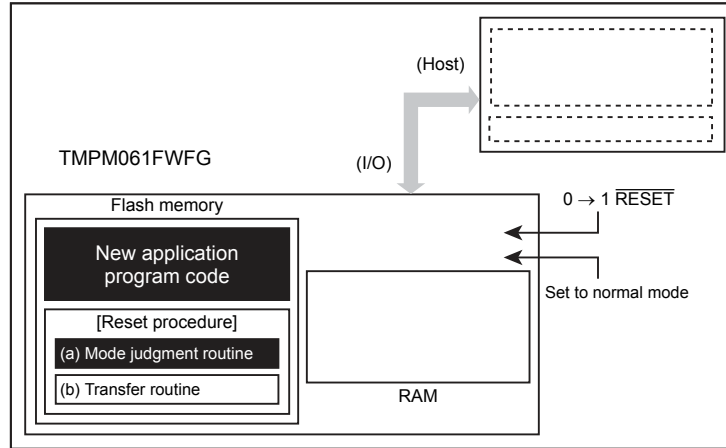 (Host)
TMPM061FWFG
(I/O)
Flash memory
0 → 1 RESET
New application
program code
Set to normal mode
[Reset procedure]
(a) Mode judgment routine
(b) Transfer routine
RAM